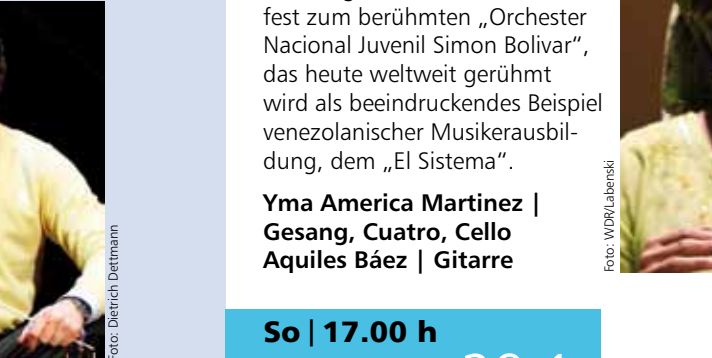 fest zum berühmten „Orchester
Nacional Juvenil Simon Bolivar“,
das heute weltweit gerühmt
wird als beeindruckendes Beispiel
venezolanischer Musikerausbil-
dung, dem „El Sistema“.
Yma America Martinez |
Gesang, Cuatro, Cello
Aquiles Báez | Gitarre
So | 17.00 h
Foto: Dietrich Dettmann
Foto: WDR/Labenski